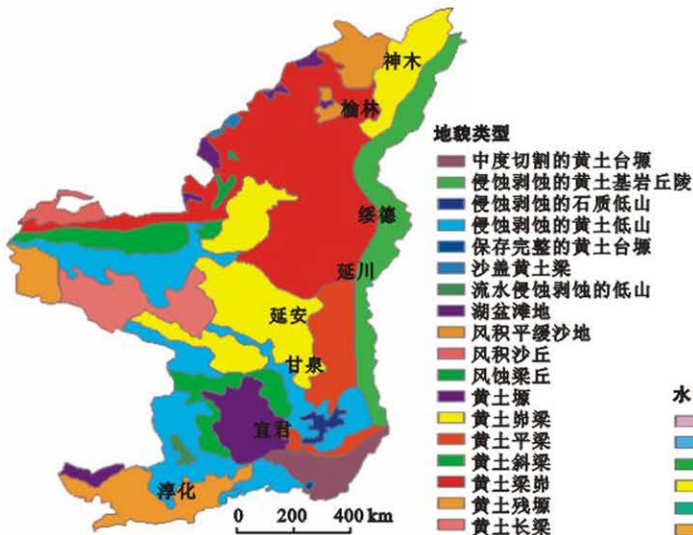 神木
榆林
绥德
延川
延安
甘泉
宜君
淳化
0 200 400 km
地貌类型
中度切割的黄土台塬
侵蚀剥蚀的黄土基岩丘陵
侵蚀剥蚀的石质低山
侵蚀剥蚀的黄土低山
保存完整的黄土台塬
沙盖黄土梁
流水侵蚀剥蚀的低山
湖盆滩地
风积平缓沙地
风积沙丘
风蚀梁丘
黄土塬
黄土峁梁
黄土平梁
黄土斜梁
黄土梁峁
黄土残塬
黄土长梁
水